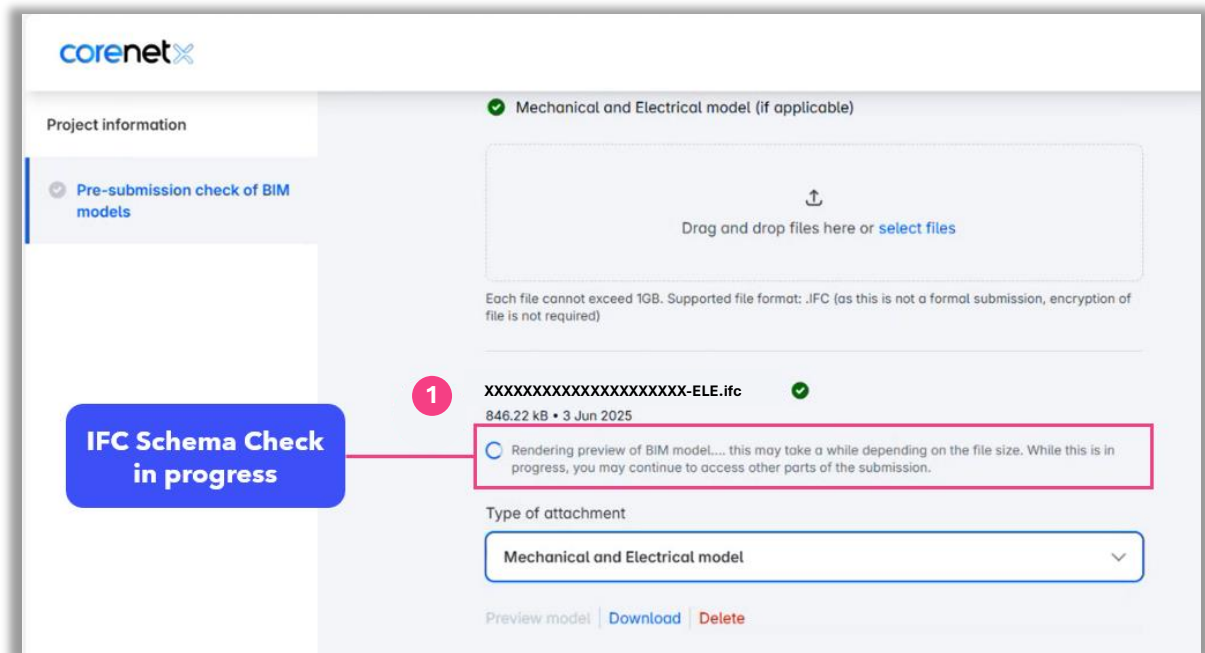 corenetx
Project information
Pre-submission check of BIM
models
Mechanical and Electrical model (if applicable)
Drag and drop files here or select files
Each file cannot exceed 1GB. Supported file format: .IFC (as this is not a formal submission, encryption of
file is not required)
1
XXXXXXXXXXXXXXXXXXXXX-ELE.ifc
846.22 kB • 3 Jun 2025
IFC Schema Check
in progress
Rendering preview of BIM model.... this may take a while depending on the file size. While this is in
progress, you may continue to access other parts of the submission.
Type of attachment
Mechanical and Electrical model
Preview model | Download | Delete